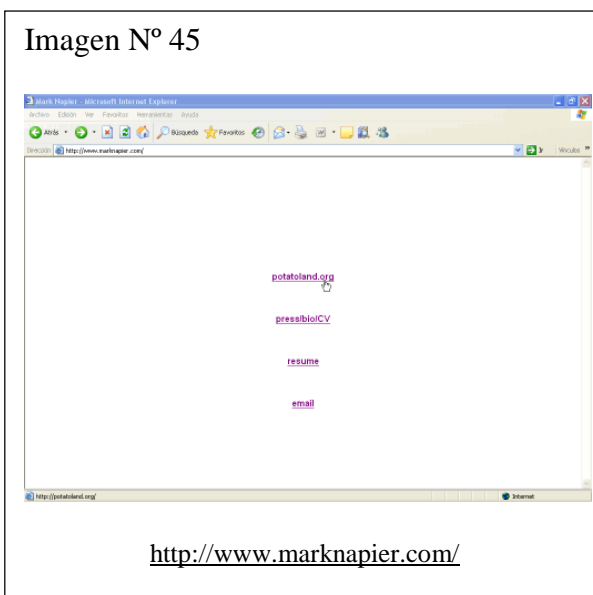 Imagen Nº 45
Mark Napier - Microsoft Internet Explorer
Archivo Edición Ver Favoritos Herramientas Ayuda
Atrás Búsqueda Favoritos
Dirección http://www.marknapier.com/ Ir Vínculos »
potatoland.org
press/bio/CV
resume
email
http://potatoland.org/ Internet
http://www.marknapier.com/